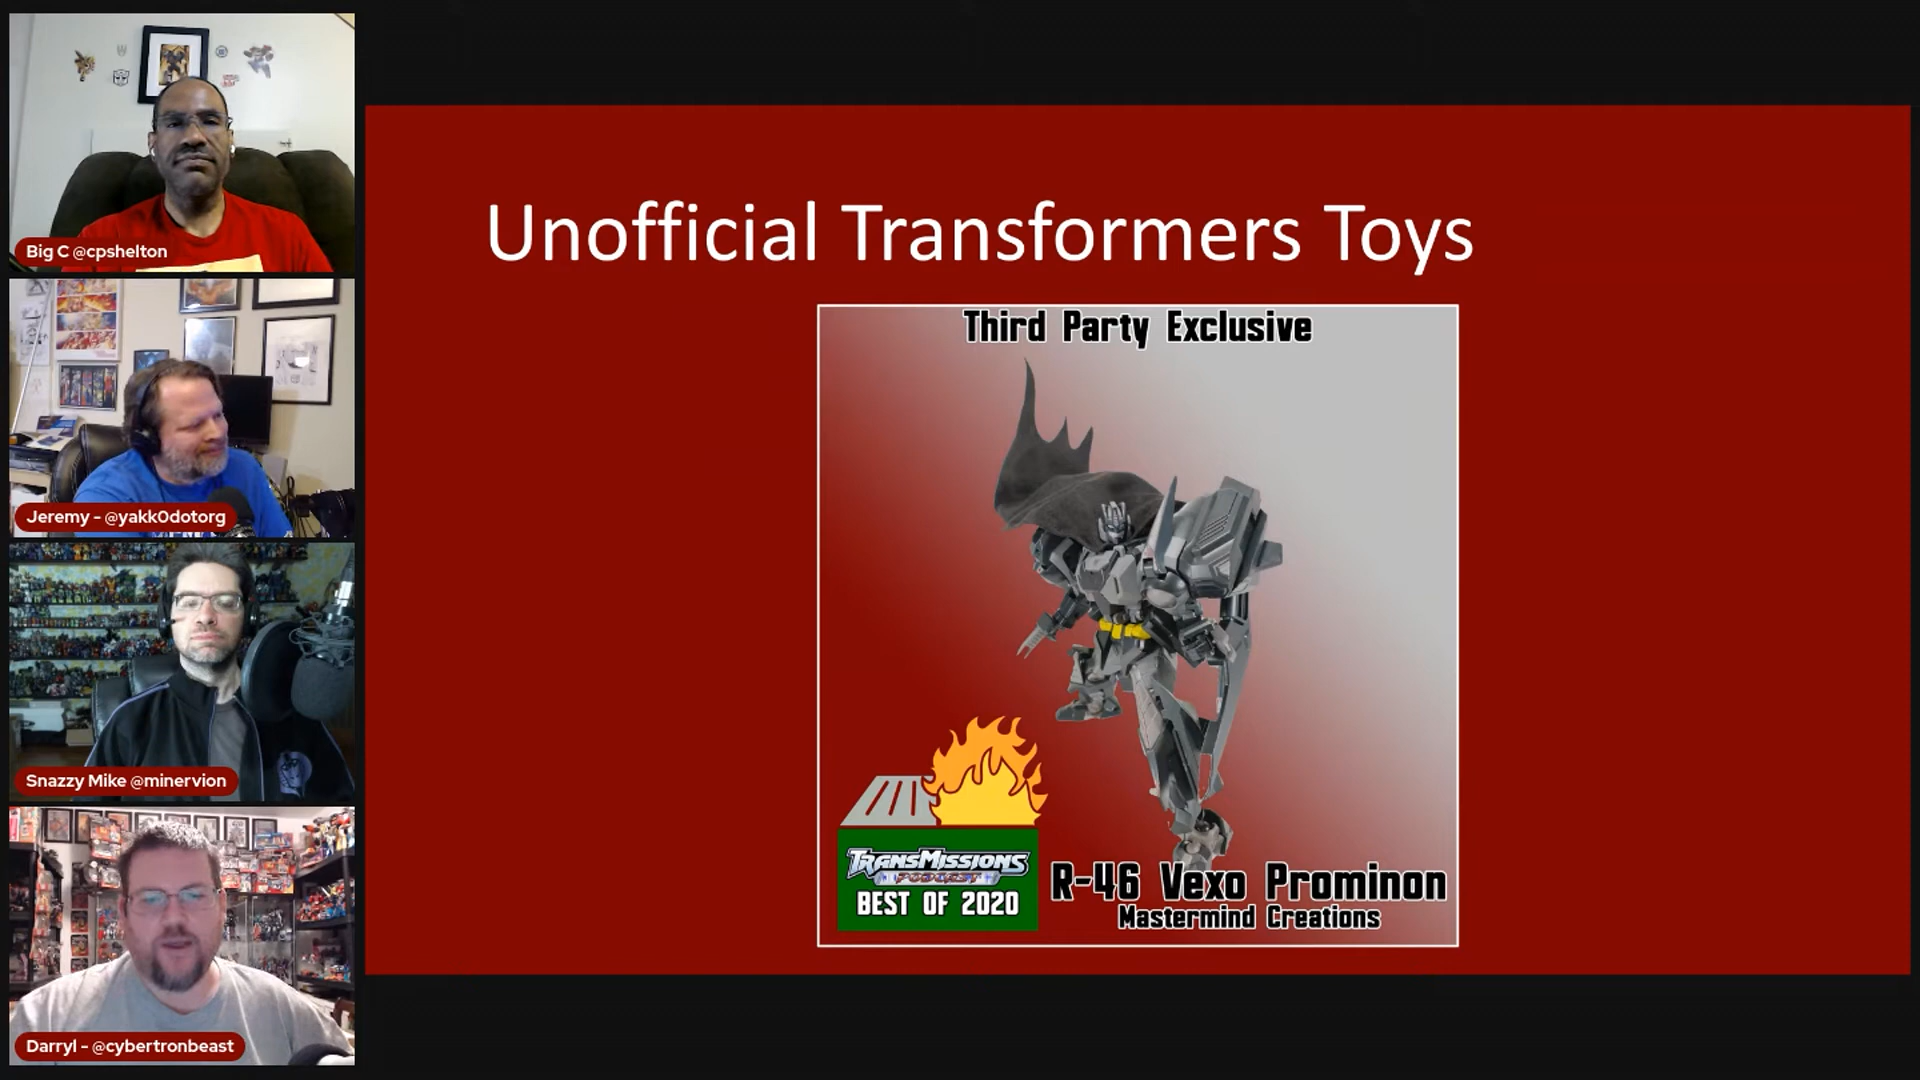 Big C @cpshelton
Jeremy - @yakk0dotorg
Snazzy Mike @minervion
Darryl - @cybertronbeast
Unofficial Transformers Toys
Third Party Exclusive
TRANSMISSIONS
PODCAST
BEST OF 2020
R-46 Vexo Prominon
Mastermind Creations